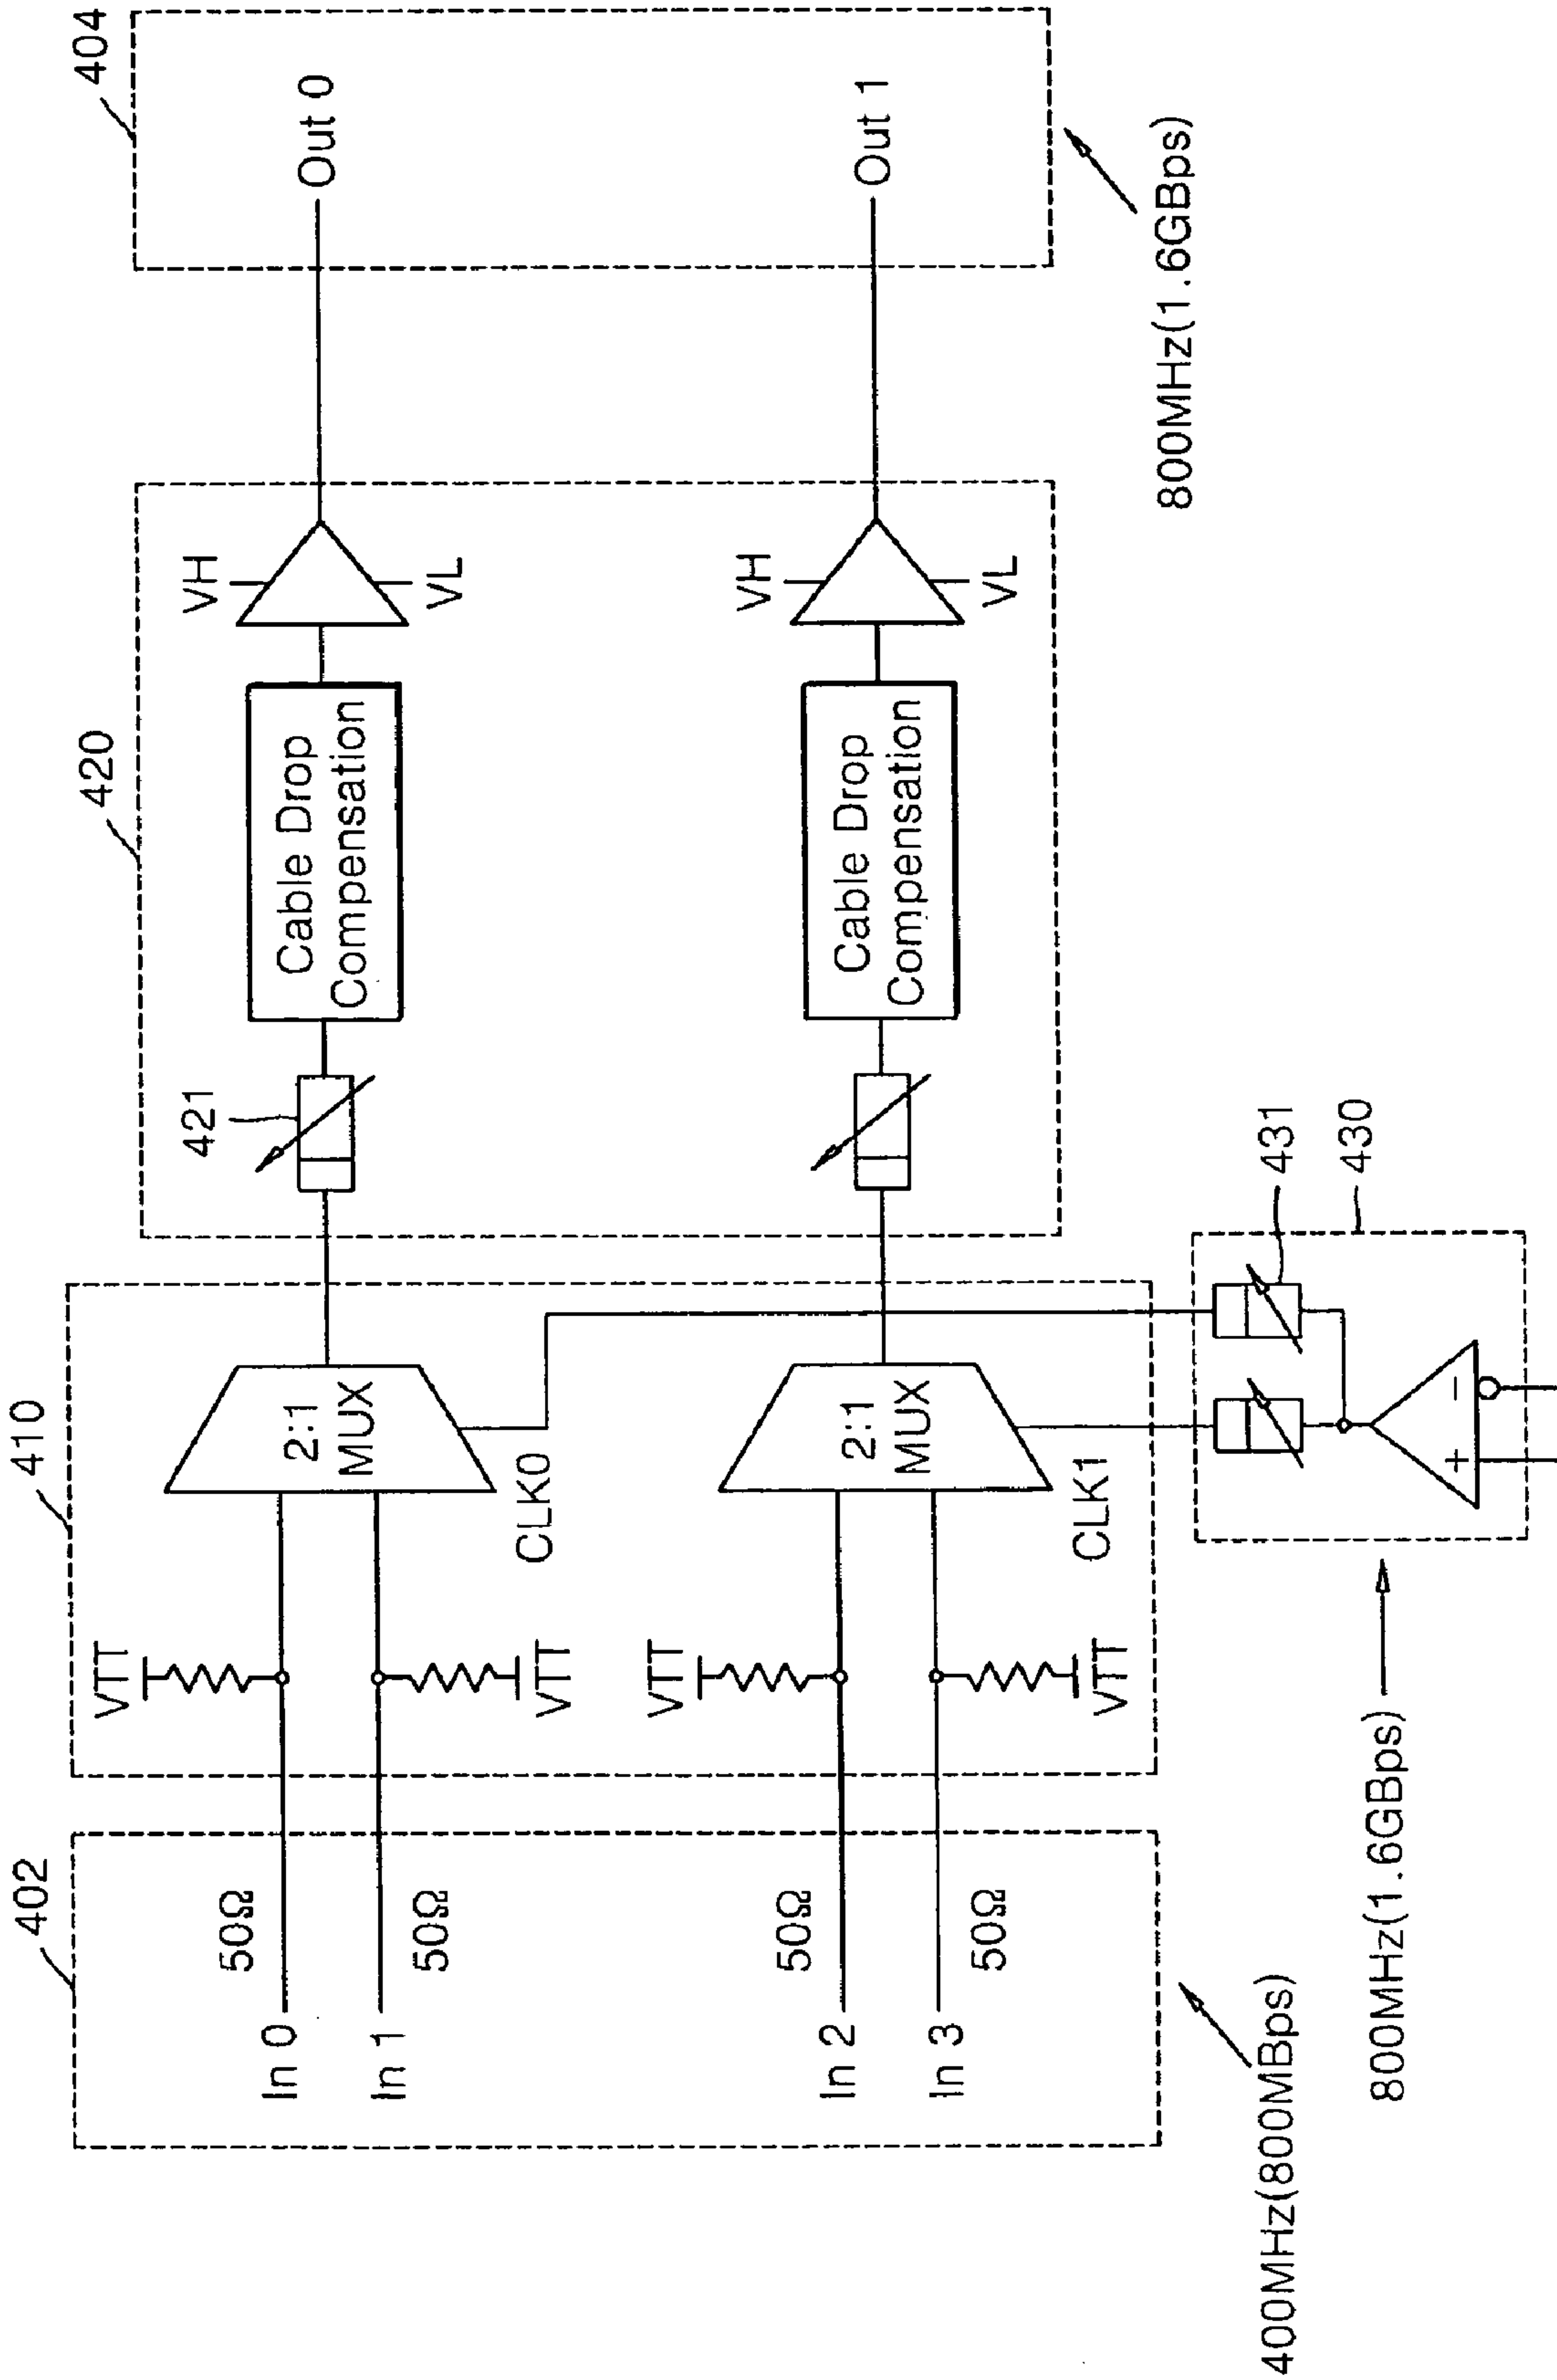 402
410
420
404
In 0
50Ω
In 1
50Ω
In 2
50Ω
In 3
50Ω
VTT
VTT
VTT
VTT
2:1
MUX
CLK0
2:1
MUX
CLK1
421
Cable Drop
Compensation
VH
VL
Cable Drop
Compensation
VH
VL
Out 0
Out 1
431
430
+
−
400MHz(800MBps)
800MHz(1.6GBps)
800MHz(1.6GBps)